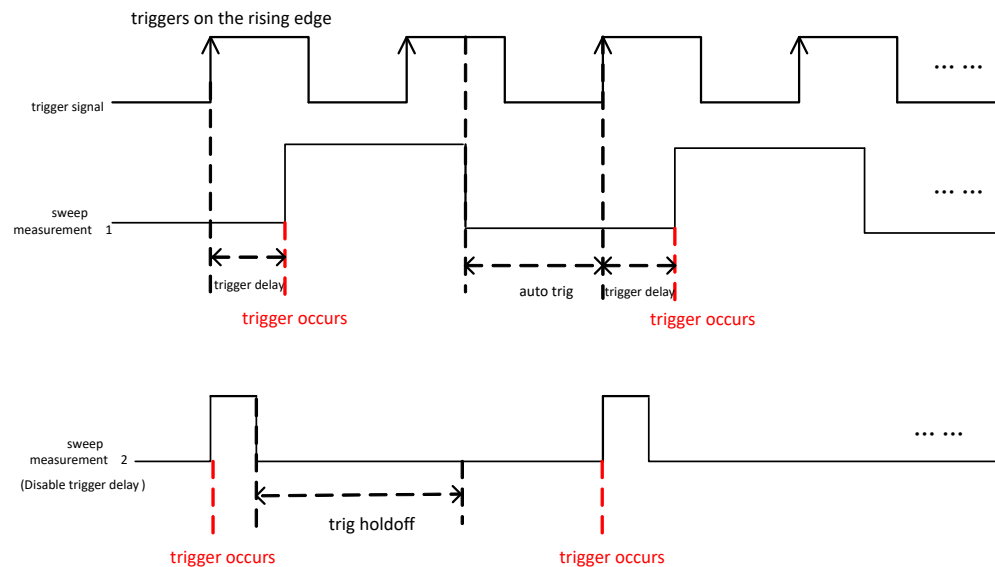 triggers on the rising edge
trigger signal
... ...
sweep
measurement 1
... ...
trigger delay
auto trig
trigger delay
trigger occurs
trigger occurs
sweep
measurement 2
(Disable trigger delay)
... ...
trig holdoff
trigger occurs
trigger occurs